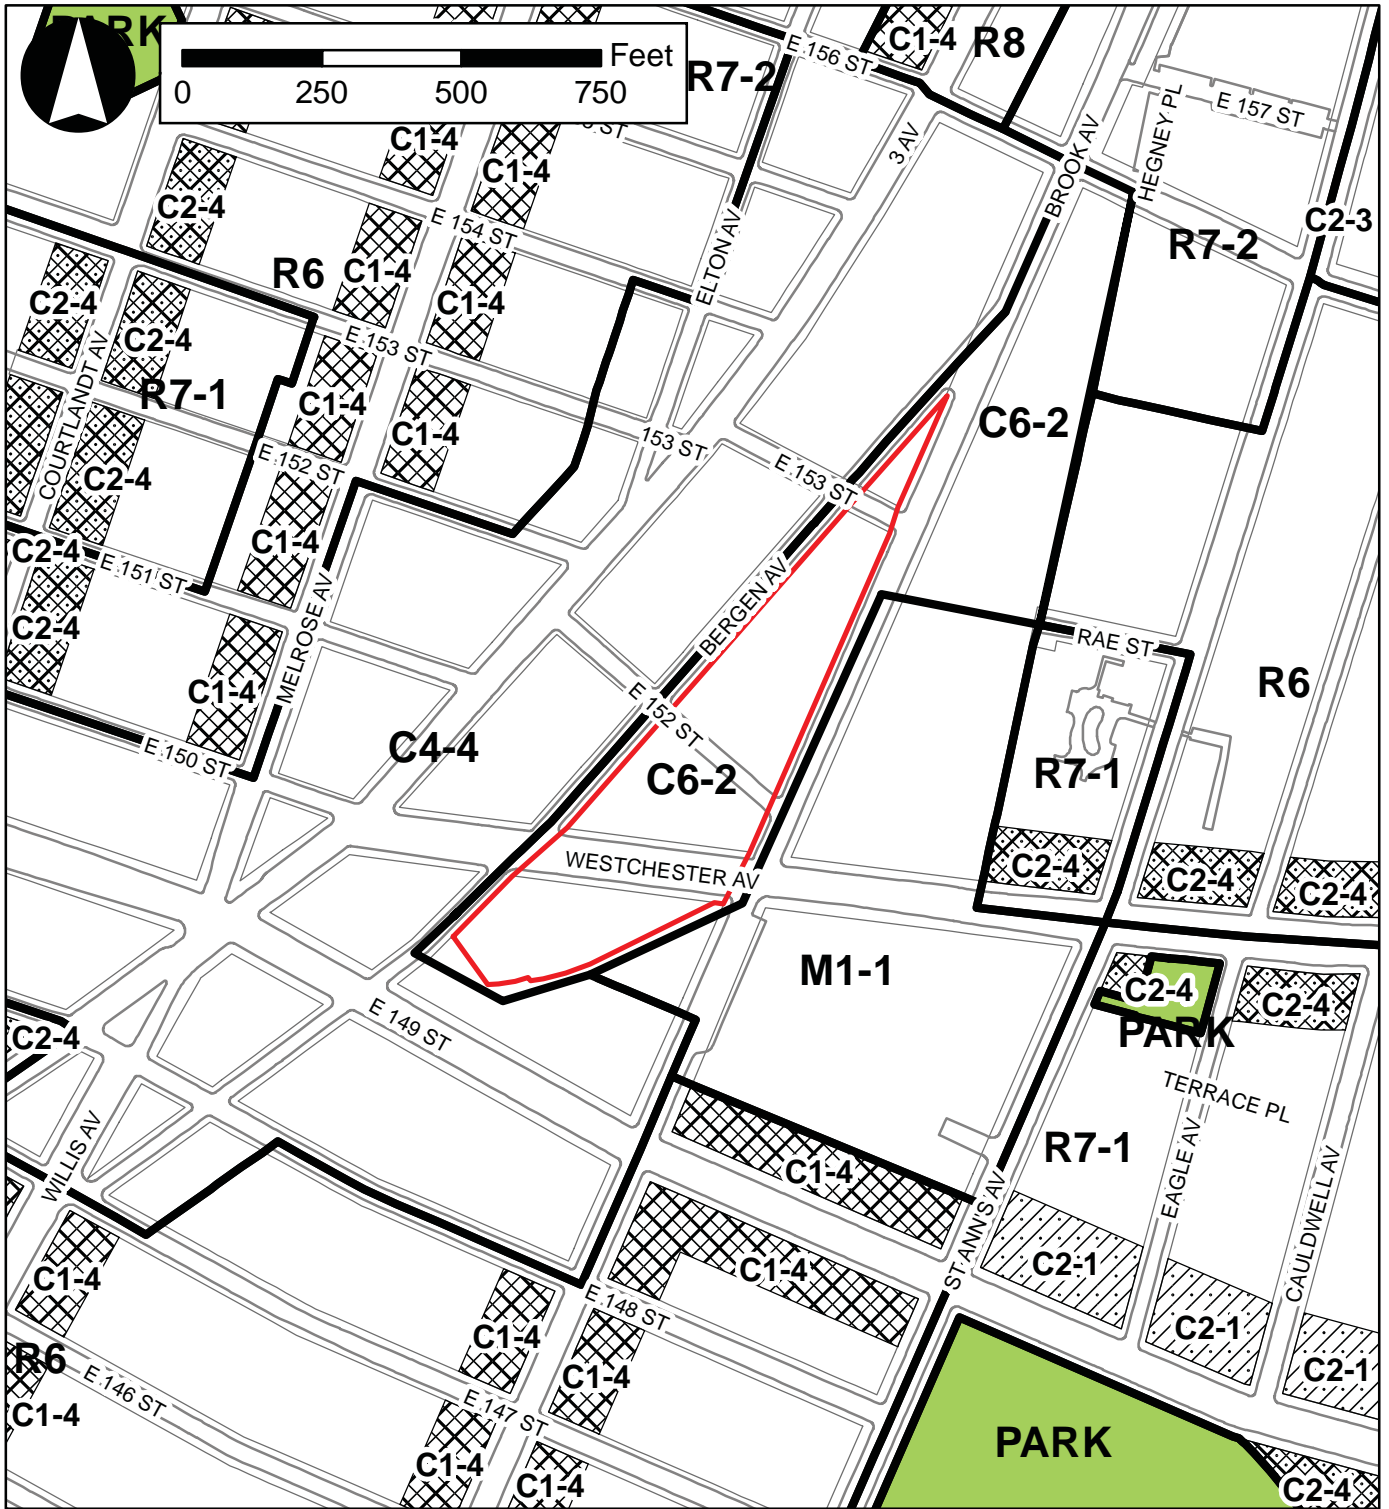 PARK
Feet
0 250 500 750
R7-2
E 156 ST
C1-4
R8
E 157 ST
HEGNEY PL
BROOK AV
3 AV
C1-4
C1-4
C2-4
E 154 ST
ELTON AV
C2-3
R7-2
R6
C1-4
C2-4
C1-4
C2-4
E 153 ST
COURTLANDT AV
R7-1
C1-4
C1-4
C6-2
153 ST
E 153 ST
E 152 ST
C2-4
C1-4
C2-4
E 151 ST
BERGEN AV
MELROSE AV
C2-4
RAE ST
C1-4
R6
E 152 ST
E 150 ST
C4-4
C6-2
R7-1
WESTCHESTER AV
C2-4
C2-4
C2-4
M1-1
C2-4
C2-4
E 149 ST
C2-4
PARK
TERRACE PL
WILLIS AV
R7-1
C1-4
EAGLE AV
CAULDWELL AV
ST ANN'S AV
C1-4
C1-4
C2-1
E 148 ST
C1-4
C2-1
R6
C1-4
C2-1
E 146 ST
C1-4
E 147 ST
PARK
C1-4
C1-4
C2-4